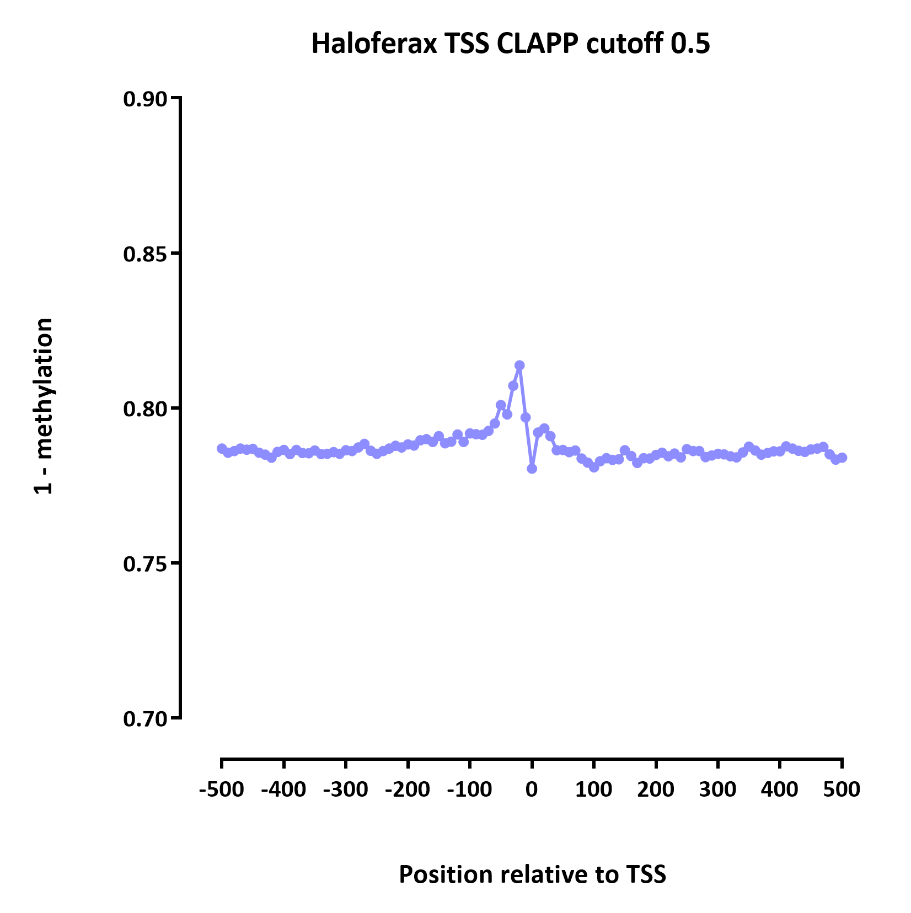 Haloferax TSS CLAPP cutoff 0.5
0.90
0.85
0.80
0.75
0.70
1 - methylation
-500 -400 -300 -200 -100 0 100 200 300 400 500
Position relative to TSS